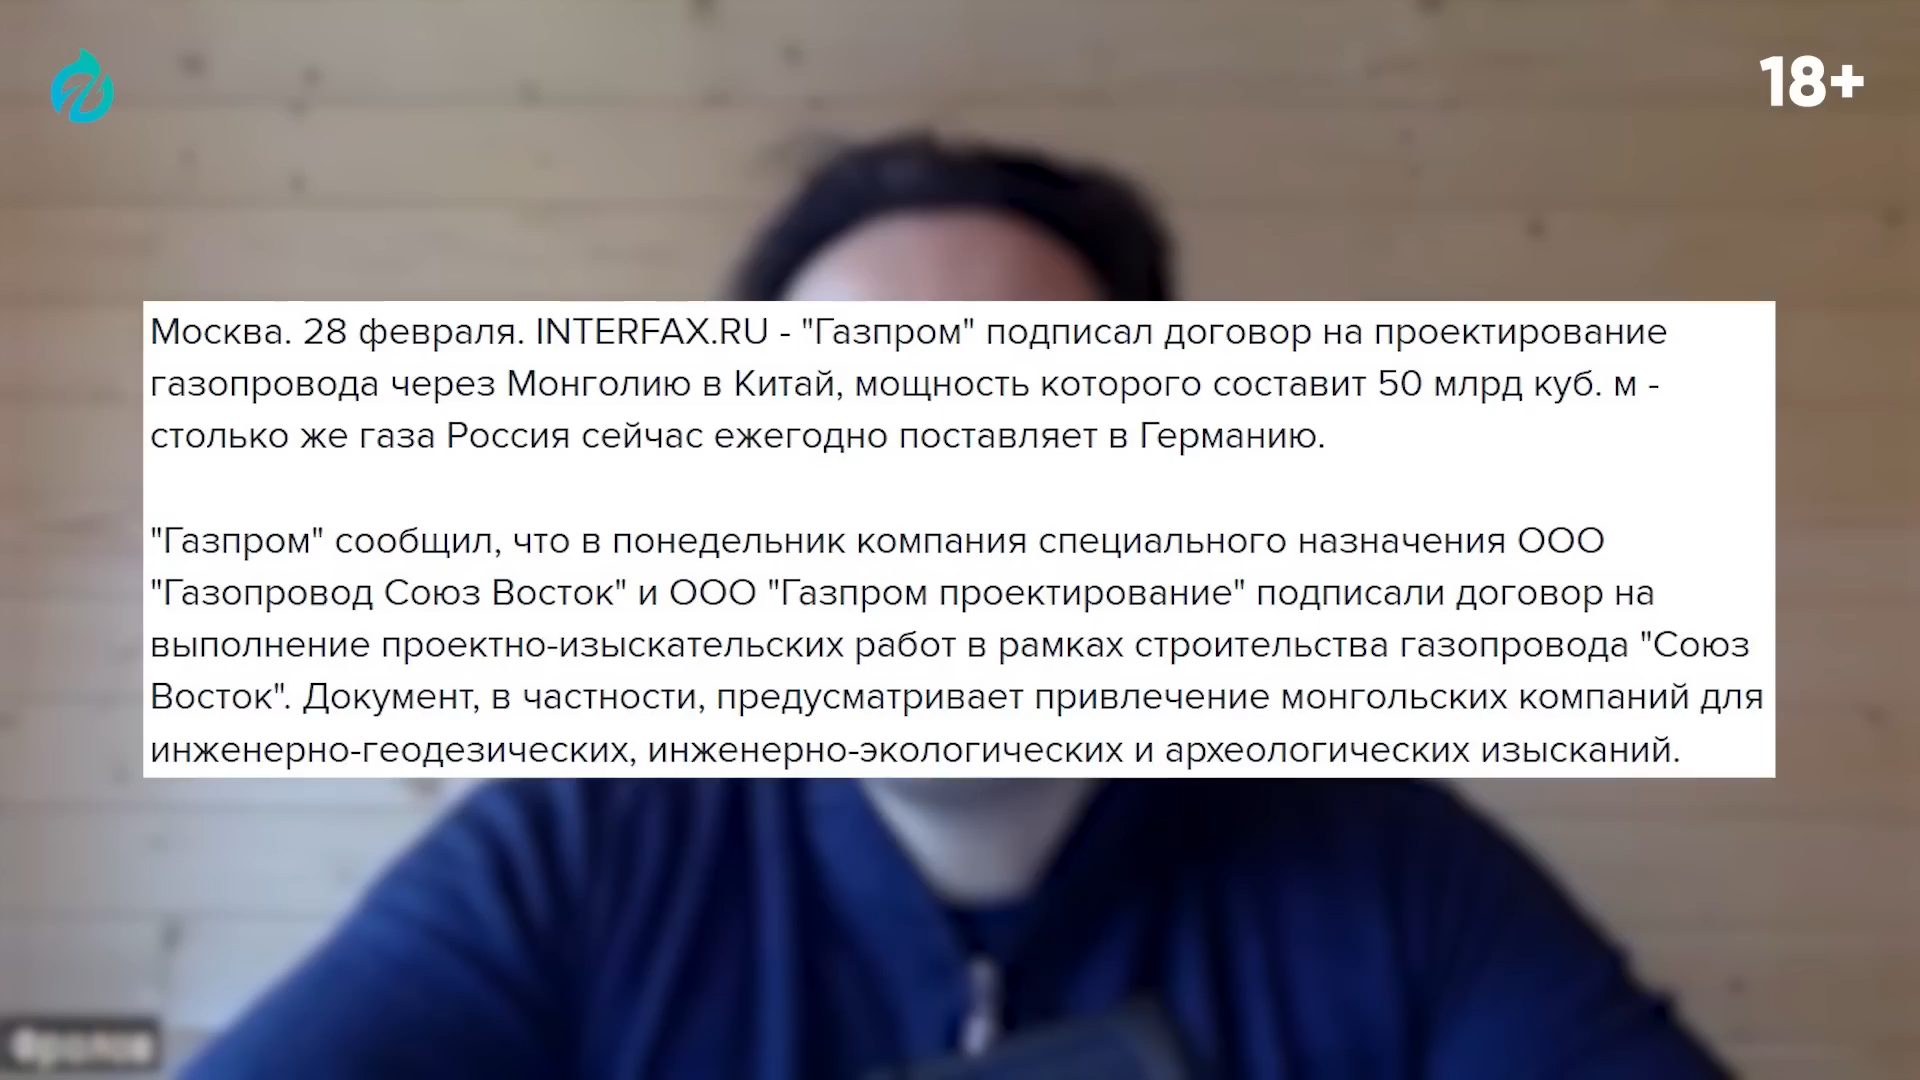 18+
Москва. 28 февраля. INTERFAX.RU - "Газпром" подписал договор на проектирование
газопровода через Монголию в Китай, мощность которого составит 50 млрд куб. м -
столько же газа Россия сейчас ежегодно поставляет в Германию.
"Газпром" сообщил, что в понедельник компания специального назначения ООО
"Газопровод Союз Восток" и ООО "Газпром проектирование" подписали договор на
выполнение проектно-изыскательских работ в рамках строительства газопровода "Союз
Восток". Документ, в частности, предусматривает привлечение монгольских компаний для
инженерно-геодезических, инженерно-экологических и археологических изысканий.
Фролов